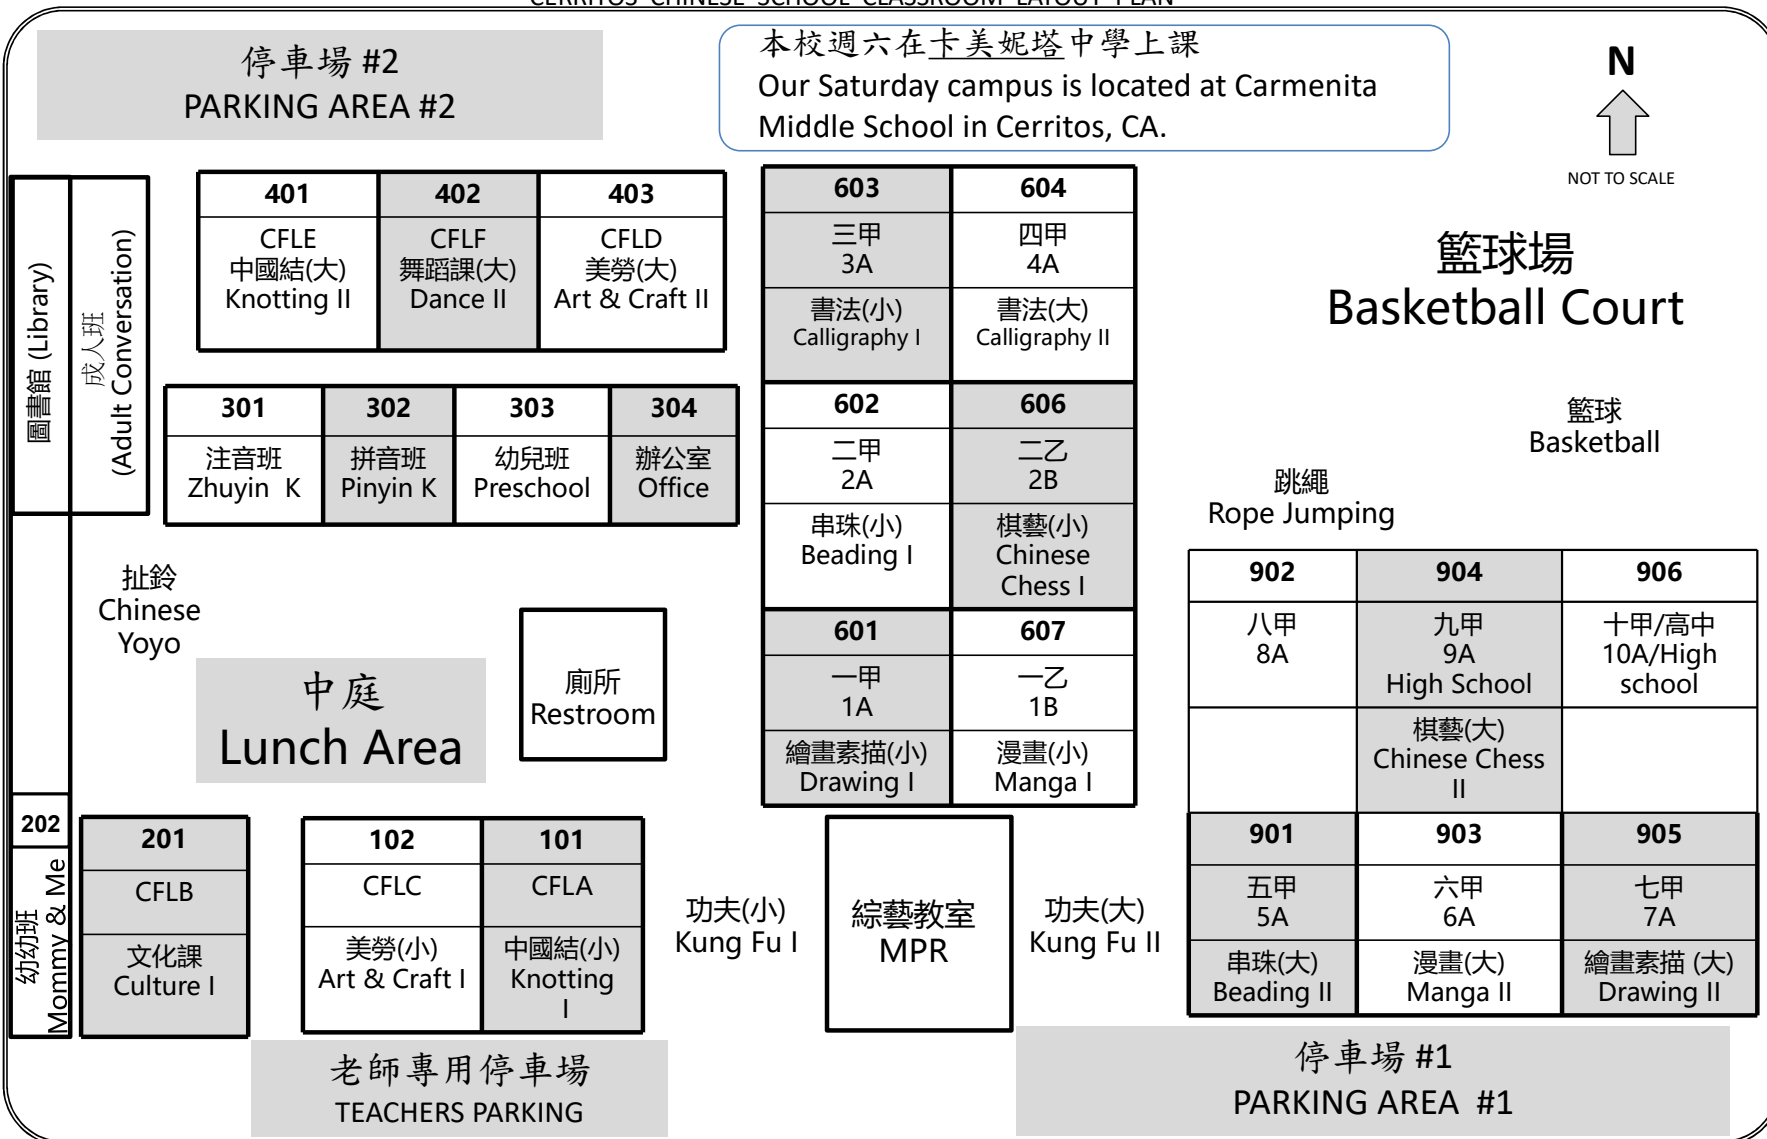 CERRITOS CHINESE SCHOOL CLASSROOM LAYOUT PLAN
停車場 #2
PARKING AREA #2
本校週六在卡美妮塔中學上課
Our Saturday campus is located at Carmenita
Middle School in Cerritos, CA.
N
NOT TO SCALE
圖書館 (Library)
成人班
(Adult Conversation)
401
CFLE
中國結(大)
Knotting II
402
CFLF
舞蹈課(大)
Dance II
403
CFLD
美勞(大)
Art & Craft II
603
三甲
3A
書法(小)
Calligraphy I
604
四甲
4A
書法(大)
Calligraphy II
籃球場
Basketball Court
301
注音班
Zhuyin K
302
拼音班
Pinyin K
303
幼兒班
Preschool
304
辦公室
Office
602
二甲
2A
串珠(小)
Beading I
606
二乙
2B
棋藝(小)
Chinese
Chess I
籃球
Basketball
跳繩
Rope Jumping
扯鈴
Chinese
Yoyo
中庭
Lunch Area
廁所
Restroom
601
一甲
1A
繪畫素描(小)
Drawing I
607
一乙
1B
漫畫(小)
Manga I
902
八甲
8A
904
九甲
9A
High School
棋藝(大)
Chinese Chess
II
906
十甲/高中
10A/High
school
202
幼幼班
Mommy & Me
201
CFLB
文化課
Culture I
102
CFLC
美勞(小)
Art & Craft I
101
CFLA
中國結(小)
Knotting
I
功夫(小)
Kung Fu I
綜藝教室
MPR
功夫(大)
Kung Fu II
901
五甲
5A
串珠(大)
Beading II
903
六甲
6A
漫畫(大)
Manga II
905
七甲
7A
繪畫素描 (大)
Drawing II
老師專用停車場
TEACHERS PARKING
停車場 #1
PARKING AREA #1